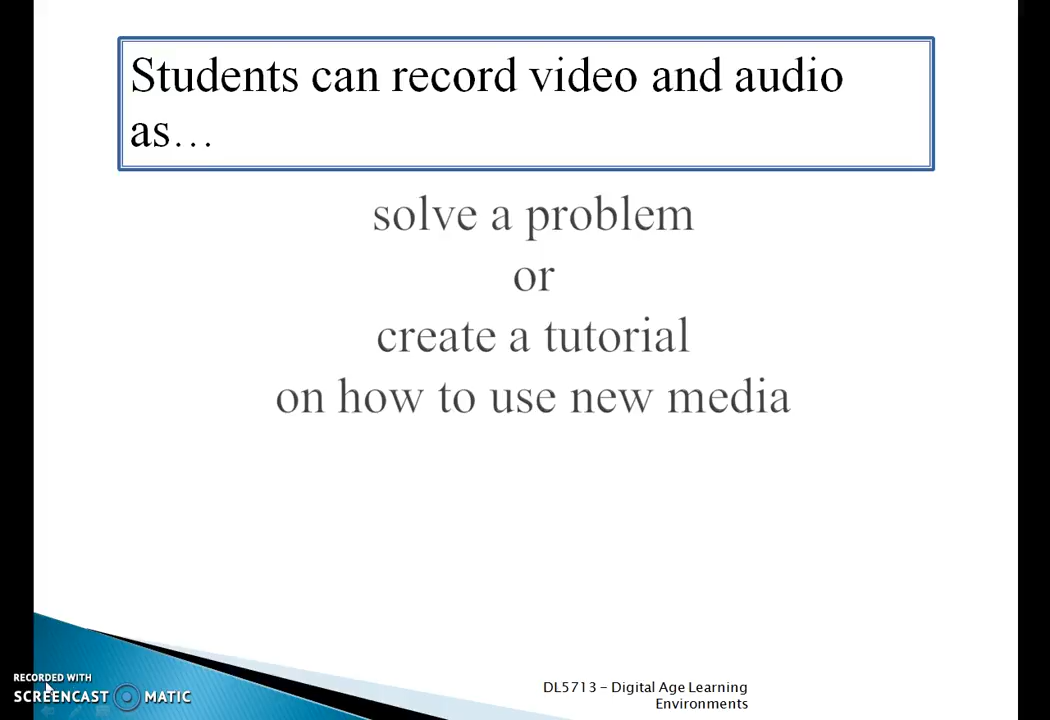 Students can record video and audio
as…
solve a problem
or
create a tutorial
on how to use new media
RECORDED WITH
SCREENCAST MATIC
DL5713 – Digital Age Learning
Environments